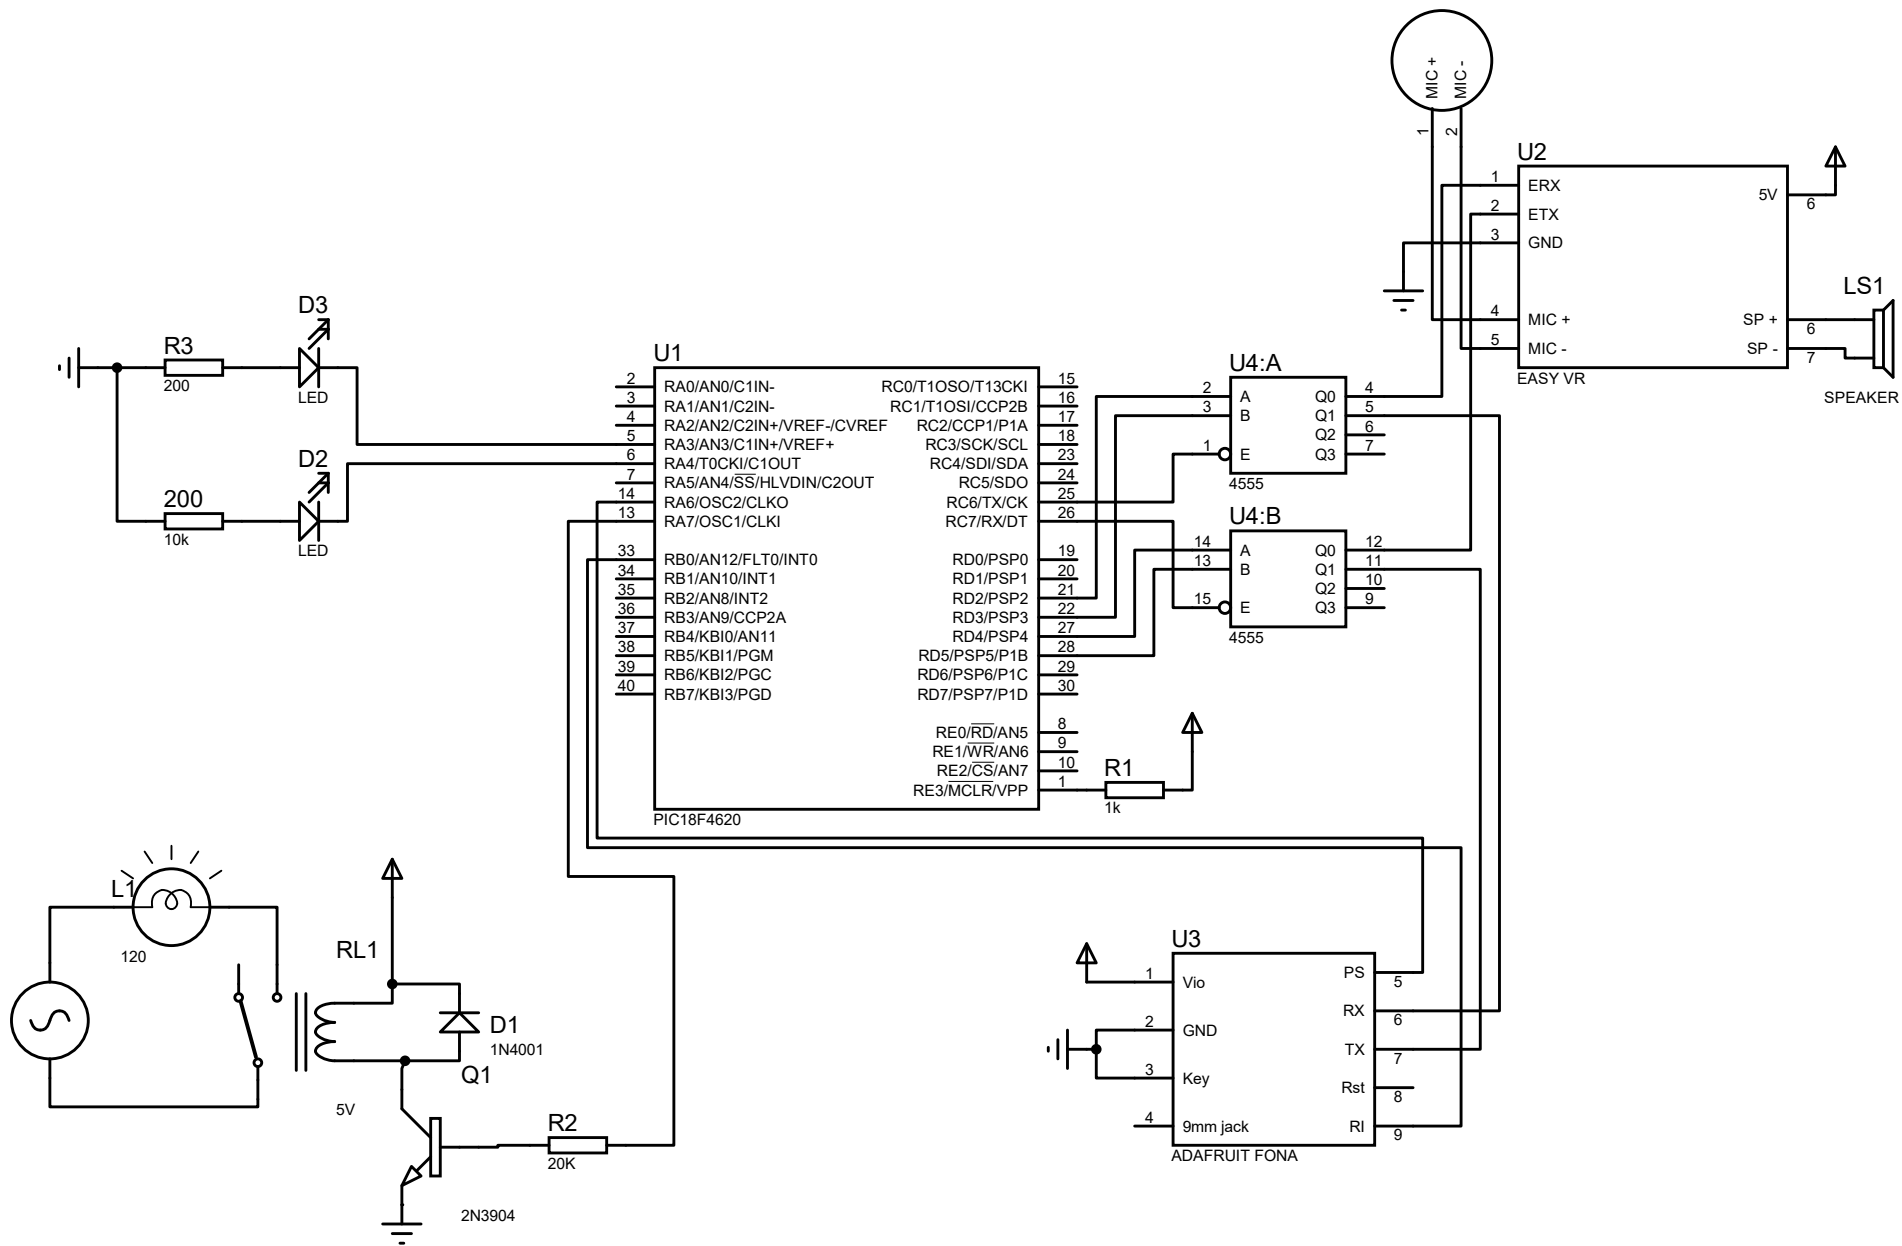 MIC +
MIC -
1
2
U2
1
ERX
2
ETX
3
GND
4
MIC +
5
MIC -
5V
6
SP +
6
SP -
7
EASY VR
LS1
SPEAKER
D3
R3
200
LED
D2
200
10k
LED
U1
2
RA0/AN0/C1IN-
3
RA1/AN1/C2IN-
4
RA2/AN2/C2IN+/VREF-/CVREF
5
RA3/AN3/C1IN+/VREF+
6
RA4/T0CKI/C1OUT
7
RA5/AN4/SS/HLVDIN/C2OUT
14
RA6/OSC2/CLKO
13
RA7/OSC1/CLKI
33
RB0/AN12/FLT0/INT0
34
RB1/AN10/INT1
35
RB2/AN8/INT2
36
RB3/AN9/CCP2A
37
RB4/KBI0/AN11
38
RB5/KBI1/PGM
39
RB6/KBI2/PGC
40
RB7/KBI3/PGD
RC0/T1OSO/T13CKI
15
RC1/T1OSI/CCP2B
16
RC2/CCP1/P1A
17
RC3/SCK/SCL
18
RC4/SDI/SDA
23
RC5/SDO
24
RC6/TX/CK
25
RC7/RX/DT
26
RD0/PSP0
19
RD1/PSP1
20
RD2/PSP2
21
RD3/PSP3
22
RD4/PSP4
27
RD5/PSP5/P1B
28
RD6/PSP6/P1C
29
RD7/PSP7/P1D
30
RE0/RD/AN5
8
RE1/WR/AN6
9
RE2/CS/AN7
10
RE3/MCLR/VPP
1
PIC18F4620
R1
1k
U4:A
2
A
3
B
1
E
Q0
4
Q1
5
Q2
6
Q3
7
4555
U4:B
14
A
13
B
15
E
Q0
12
Q1
11
Q2
10
Q3
9
4555
L1
120
RL1
5V
D1
1N4001
Q1
2N3904
R2
20K
U3
1
Vio
2
GND
3
Key
4
9mm jack
PS
5
RX
6
TX
7
Rst
8
RI
9
ADAFRUIT FONA